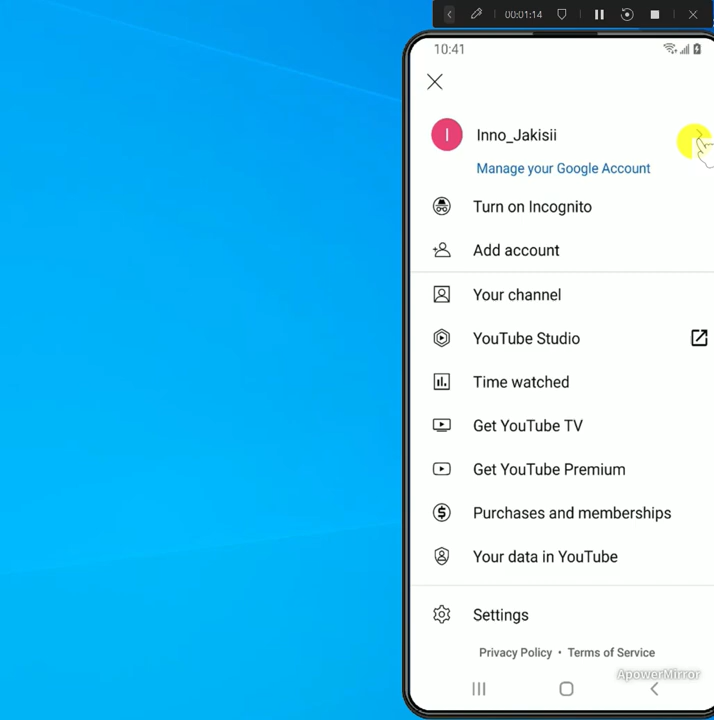 00:01:14
10:41
I
Inno_Jakisii
Manage your Google Account
Turn on Incognito
Add account
Your channel
YouTube Studio
Time watched
Get YouTube TV
Get YouTube Premium
$
Purchases and memberships
Your data in YouTube
Settings
Privacy Policy • Terms of Service
ApowerMirror